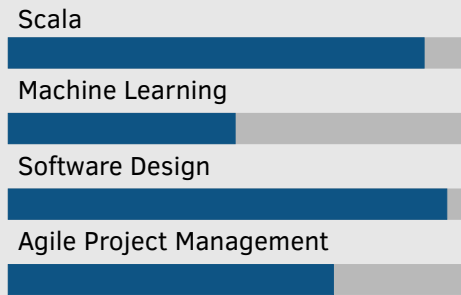 Scala
Machine Learning
Software Design
Agile Project Management